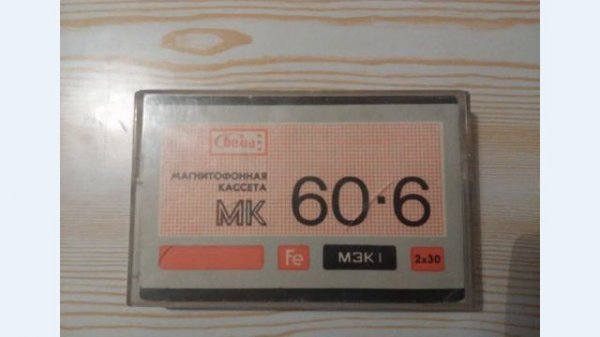 Свема
МАГНИТОФОННАЯ
КАССЕТА
МК 60·6
Fe МЭК I 2x30